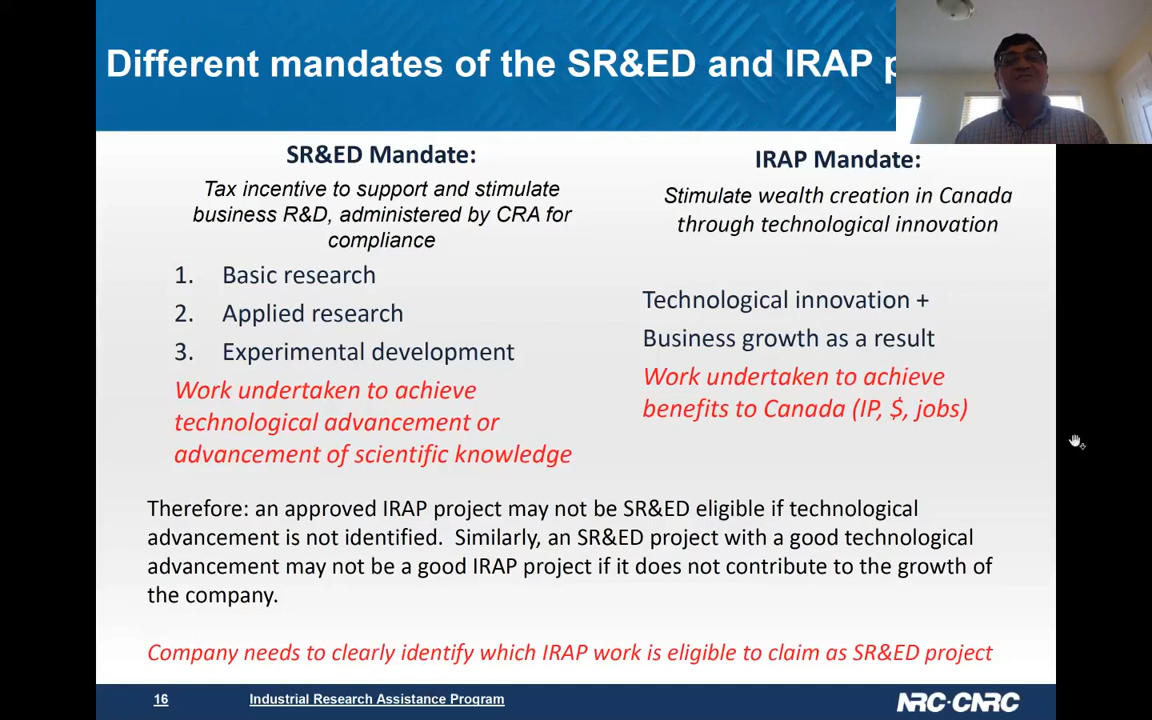 Different mandates of the SR&ED and IRAP p
SR&ED Mandate:
Tax incentive to support and stimulate
business R&D, administered by CRA for
compliance
1. Basic research
2. Applied research
3. Experimental development
Work undertaken to achieve
technological advancement or
advancement of scientific knowledge
IRAP Mandate:
Stimulate wealth creation in Canada
through technological innovation
Technological innovation +
Business growth as a result
Work undertaken to achieve
benefits to Canada (IP, $, jobs)
Therefore: an approved IRAP project may not be SR&ED eligible if technological
advancement is not identified. Similarly, an SR&ED project with a good technological
advancement may not be a good IRAP project if it does not contribute to the growth of
the company.
Company needs to clearly identify which IRAP work is eligible to claim as SR&ED project
16 Industrial Research Assistance Program
NRC·CNRC